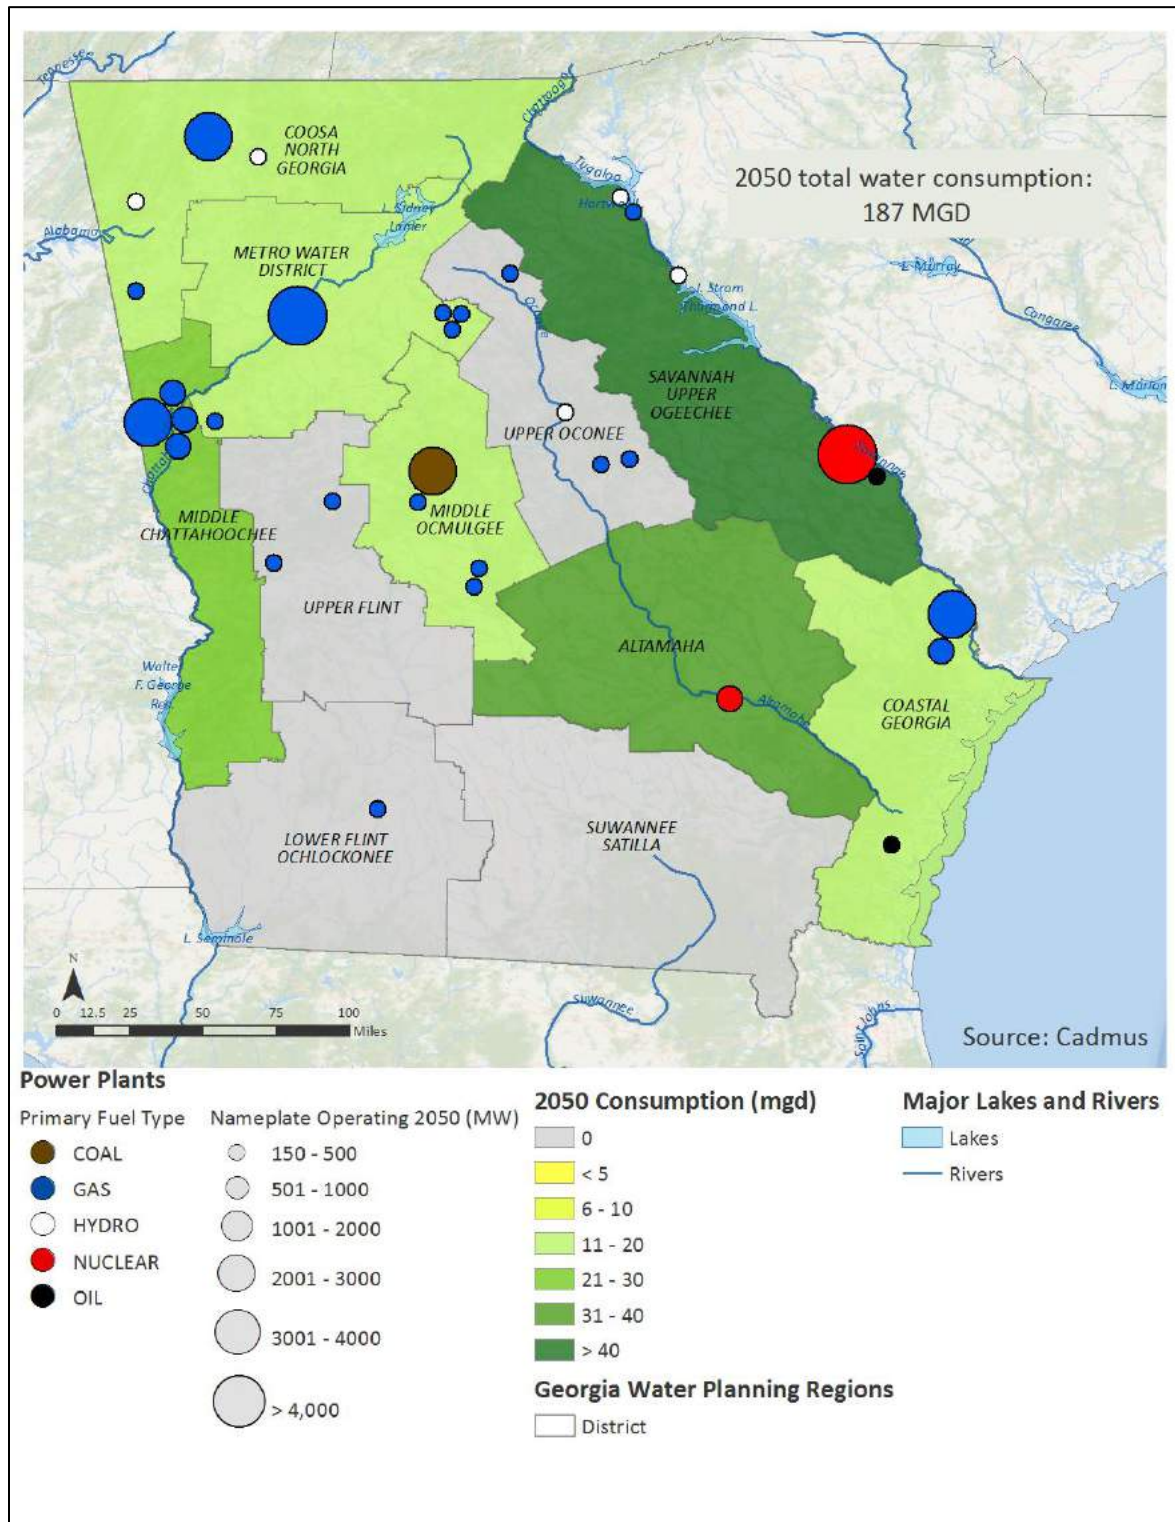 Tennessee
Chattooga
COOSA
NORTH
GEORGIA
Tugaloo
Hartwell
2050 total water consumption:
187 MGD
Alabama
L. Sidney
Lanier
METRO WATER
DISTRICT
L. Murray
J. Strom
Thurmond L.
Congaree
L. Marion
SAVANNAH
UPPER
OGEECHEE
UPPER OCONEE
Savannah
MIDDLE
CHATTAHOOCHEE
MIDDLE
OCMULGEE
UPPER FLINT
ALTAMAHA
Walter
F. George
Res.
Altamaha
COASTAL
GEORGIA
LOWER FLINT
OCHLOCKONEE
SUWANNEE
SATILLA
L. Seminole
N
0 12.5 25 50 75 100
Miles
Suwannee
Saint Johns
Source: Cadmus
Power Plants
Primary Fuel Type
COAL
GAS
HYDRO
NUCLEAR
OIL
Nameplate Operating 2050 (MW)
150 - 500
501 - 1000
1001 - 2000
2001 - 3000
3001 - 4000
> 4,000
2050 Consumption (mgd)
0
< 5
6 - 10
11 - 20
21 - 30
31 - 40
> 40
Georgia Water Planning Regions
District
Major Lakes and Rivers
Lakes
Rivers